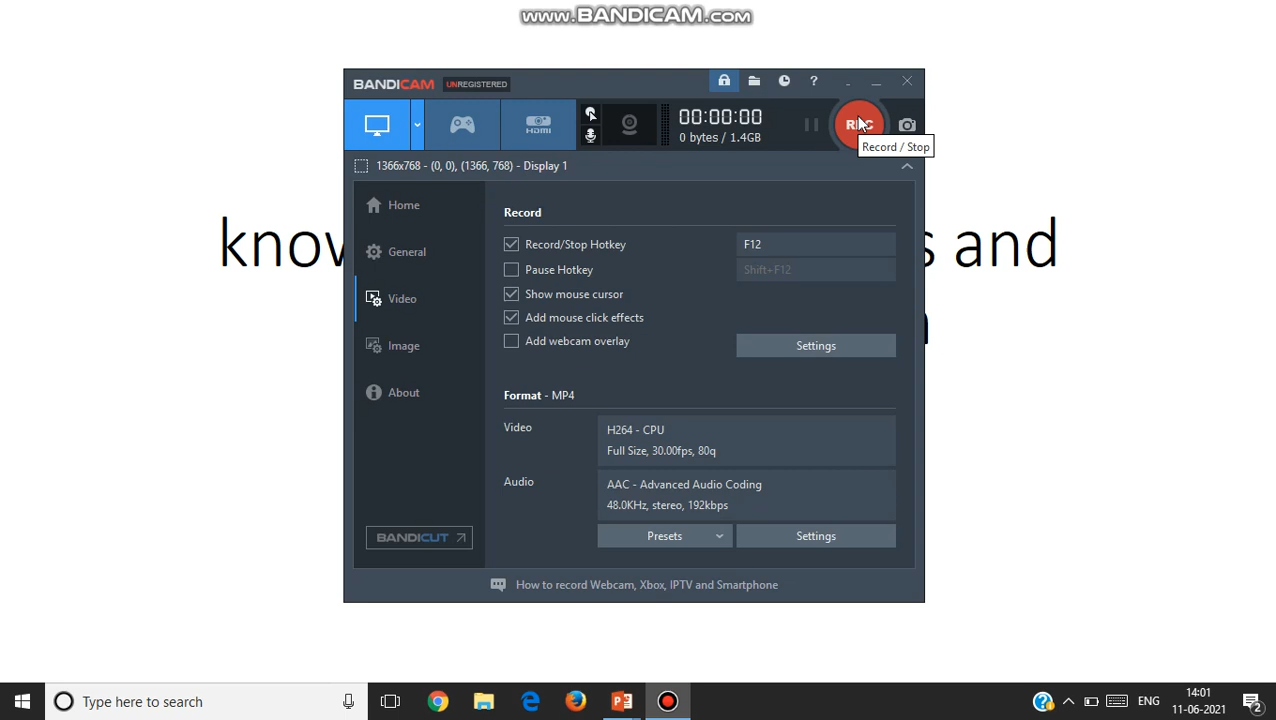 www.BANDICAM.com
BANDICAM UNREGISTERED
?
HDMI
00:00:00
0 bytes / 1.4GB
REC
Record / Stop
1366x768 - (0, 0), (1366, 768) - Display 1
Home
General
Video
Image
About
BANDICUT
Record
Record/Stop Hotkey F12
Pause Hotkey Shift+F12
Show mouse cursor
Add mouse click effects
Add webcam overlay
Settings
Format - MP4
Video
H264 - CPU
Full Size, 30.00fps, 80q
Audio
AAC - Advanced Audio Coding
48.0KHz, stereo, 192kbps
Presets
Settings
How to record Webcam, Xbox, IPTV and Smartphone
and
Type here to search
ENG
14:01
11-06-2021
2